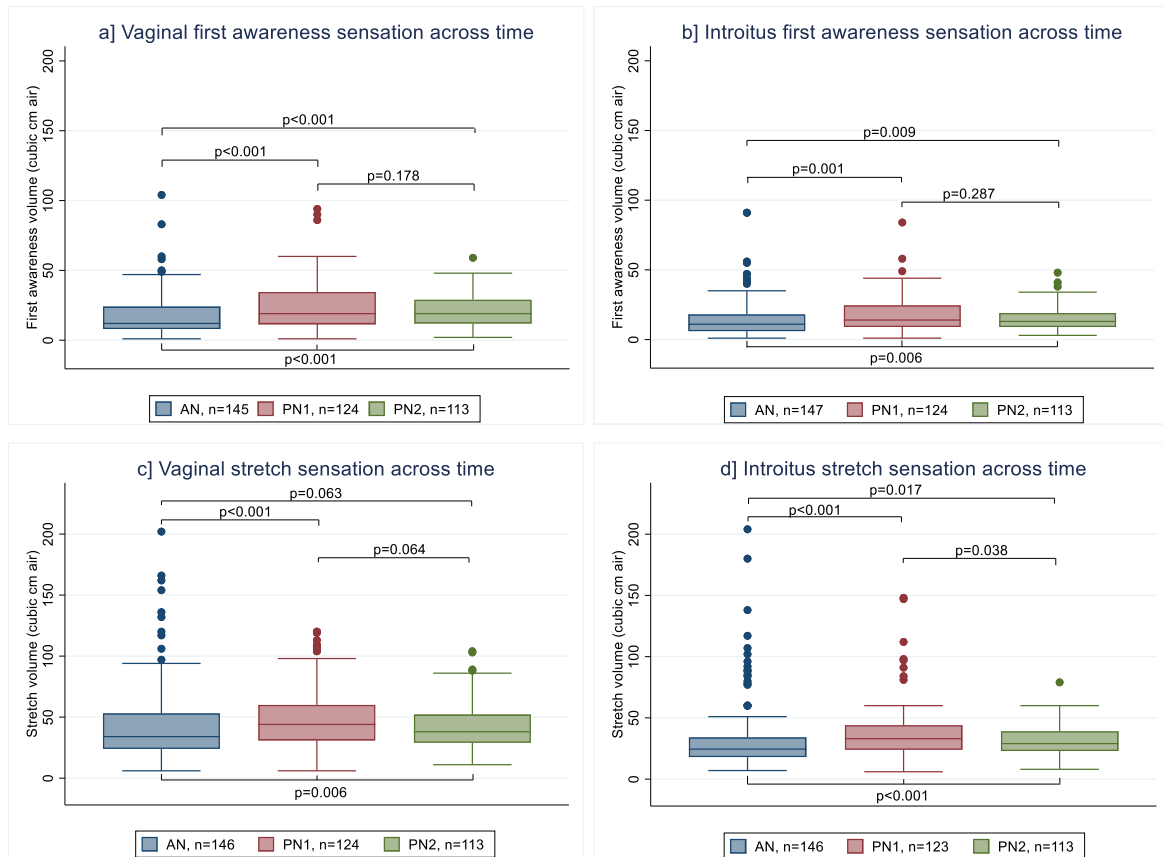 a] Vaginal first awareness sensation across time
First awareness volume (cubic cm air)
200
150
100
50
0
p<0.001
p<0.001
p=0.178
p<0.001
AN, n=145 PN1, n=124 PN2, n=113
b] Introitus first awareness sensation across time
First awareness volume (cubic cm air)
200
150
100
50
0
p=0.009
p=0.001
p=0.287
p=0.006
AN, n=147 PN1, n=124 PN2, n=113
c] Vaginal stretch sensation across time
Stretch volume (cubic cm air)
200
150
100
50
0
p=0.063
p<0.001
p=0.064
p=0.006
AN, n=146 PN1, n=124 PN2, n=113
d] Introitus stretch sensation across time
Stretch volume (cubic cm air)
200
150
100
50
0
p=0.017
p<0.001
p=0.038
p<0.001
AN, n=146 PN1, n=123 PN2, n=113